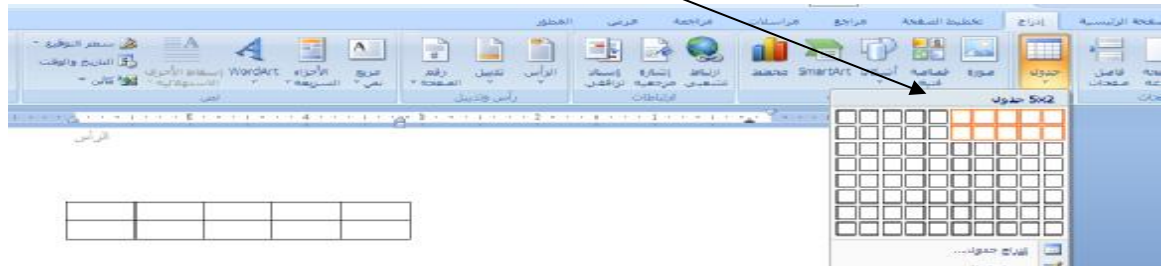 الصفحة الرئيسية إدراج تخطيط الصفحة مراجع مراسلات مراجعة عرض المطور
جدول صورة قصاصة فنية SmartArt مخطط
ارتباط تشعبي إشارة مرجعية إسناد ترافقي
الرأس تذييل رقم الصفحة
مربع نص الأجزاء السريعة WordArt إسقاط الأحرف الاستهلالية
سطر التوقيع
التاريخ والوقت
كائن
فاصل صفحات
ارتباطات
رأس وتذييل
نص
5x2 جدول
إدراج جدول...
الرأس